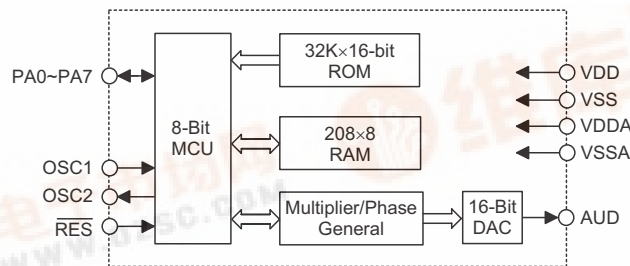 PA0~PA7
OSC1
OSC2
RES
8-Bit
MCU
32K×16-bit
ROM
208×8
RAM
Multiplier/Phase
General
16-Bit
DAC
VDD
VSS
VDDA
VSSA
AUD